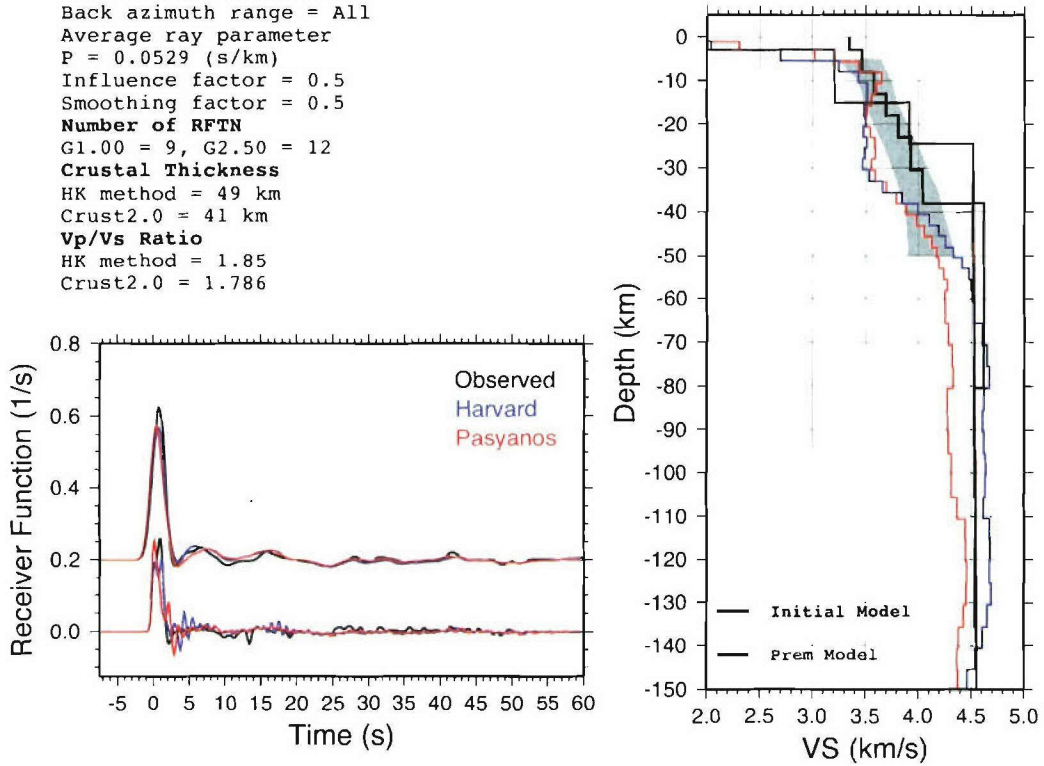 Back azimuth range = All
Average ray parameter
P = 0.0529 (s/km)
Influence factor = 0.5
Smoothing factor = 0.5
Number of RFTN
G1.00 = 9, G2.50 = 12
Crustal Thickness
HK method = 49 km
Crust2.0 = 41 km
Vp/Vs Ratio
HK method = 1.85
Crust2.0 = 1.786
0.8
0.6
0.4
0.2
0.0
Receiver Function (1/s)
Observed
Harvard
Pasyanos
-5 0 5 10 15 20 25 30 35 40 45 50 55 60
Time (s)
0
-10
-20
-30
-40
-50
-60
-70
-80
-90
-100
-110
-120
-130
-140
-150
Depth (km)
Initial Model
Prem Model
2.0 2.5 3.0 3.5 4.0 4.5 5.0
VS (km/s)